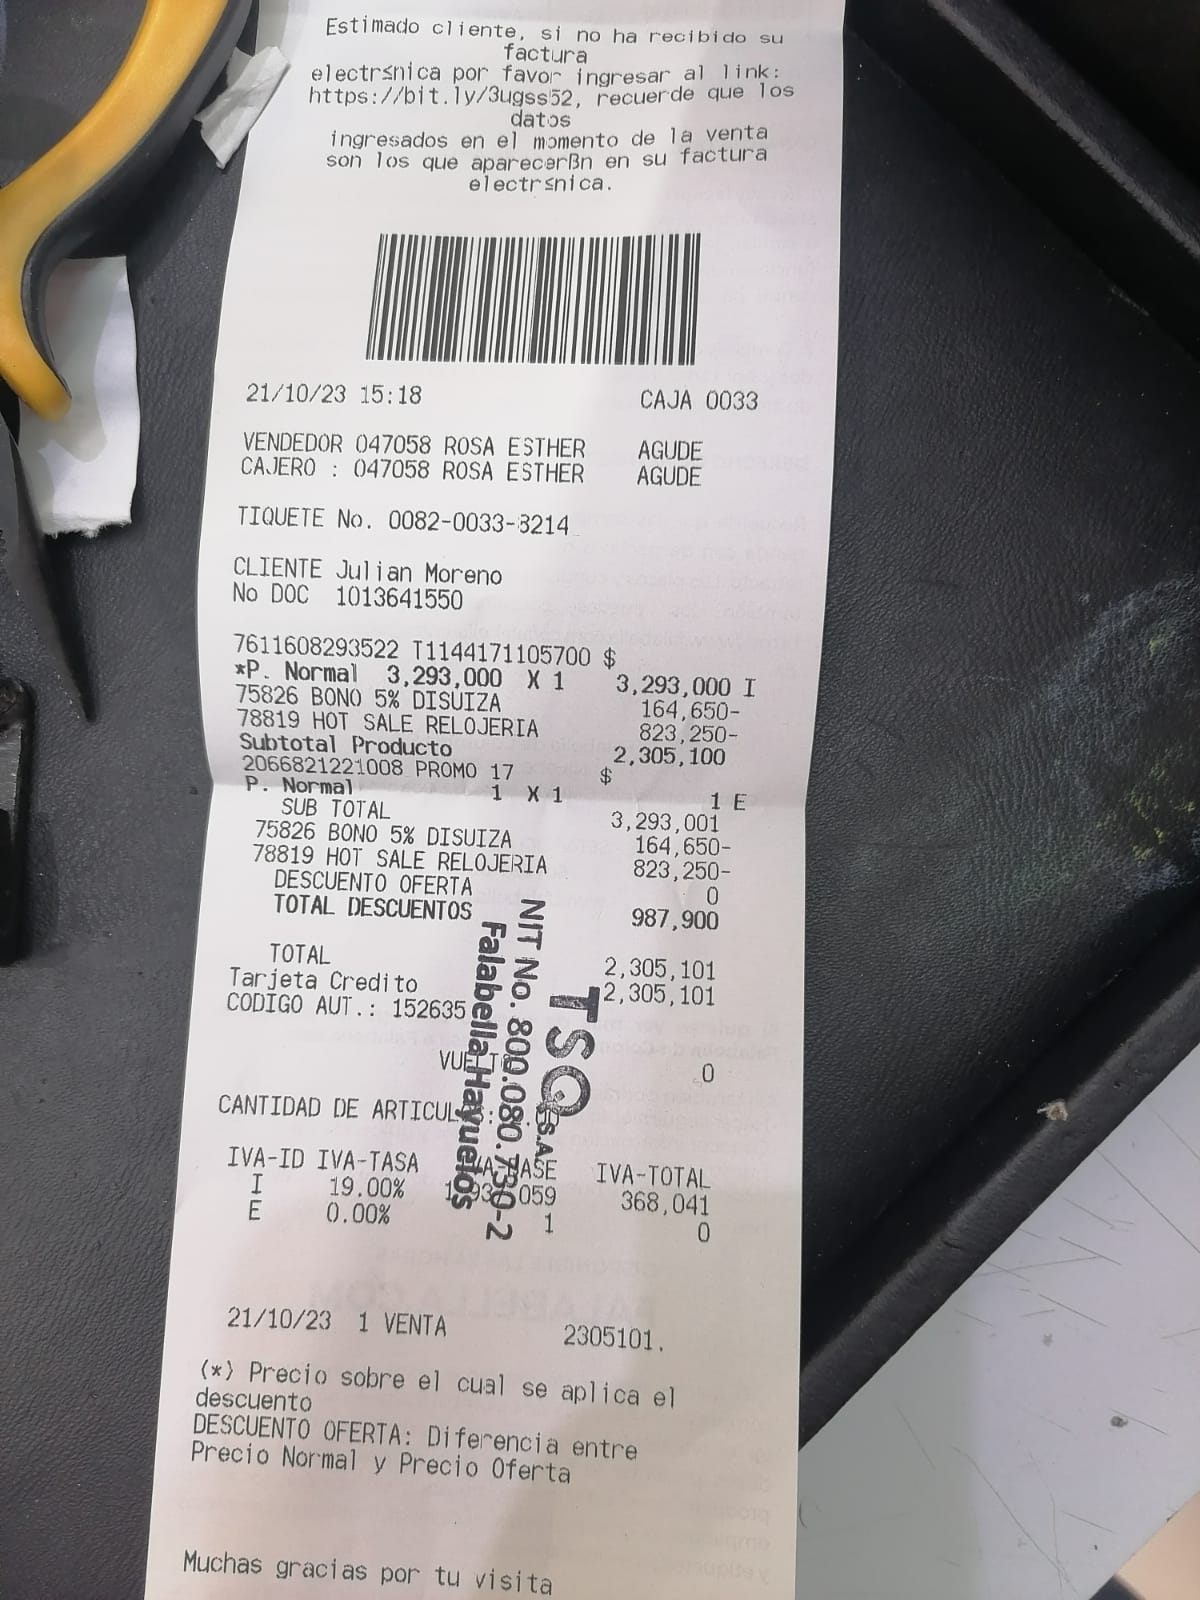 Estimado cliente, si no ha recibido su
factura
electr≤nica por favor ingresar al link:
https://bit.ly/3ugss52, recuerde que los
datos
ingresados en el momento de la venta
son los que aparecerßn en su factura
electr≤nica.
21/10/23 15:18 CAJA 0033
VENDEDOR 047058 ROSA ESTHER AGUDE
CAJERO : 047058 ROSA ESTHER AGUDE
TIQUETE No. 0082-0033-3214
CLIENTE Julian Moreno
No DOC 1013641550
7611608293522 T1144171105700 $
*P. Normal 3,293,000 X 1 3,293,000 I
75826 BONO 5% DISUIZA 164,650-
78819 HOT SALE RELOJERIA 823,250-
Subtotal Producto 2,305,100
2066821221008 PROMO 17 $
P. Normal 1 X 1 1 E
SUB TOTAL 3,293,001
75826 BONO 5% DISUIZA 164,650-
78819 HOT SALE RELOJERIA 823,250-
DESCUENTO OFERTA 0
TOTAL DESCUENTOS 987,900
TOTAL 2,305,101
Tarjeta Credito 2,305,101
CODIGO AUT.: 152635
VUELTO 0
CANTIDAD DE ARTICUL
IVA-ID IVA-TASA IVA-BASE IVA-TOTAL
I 19.00% 059 368,041
E 0.00% 1 0
TSQ S.A
NIT No. 800.080.730-2
Falabella Hayuelos
21/10/23 1 VENTA 2305101.
(*) Precio sobre el cual se aplica el
descuento
DESCUENTO OFERTA: Diferencia entre
Precio Normal y Precio Oferta
Muchas gracias por tu visita